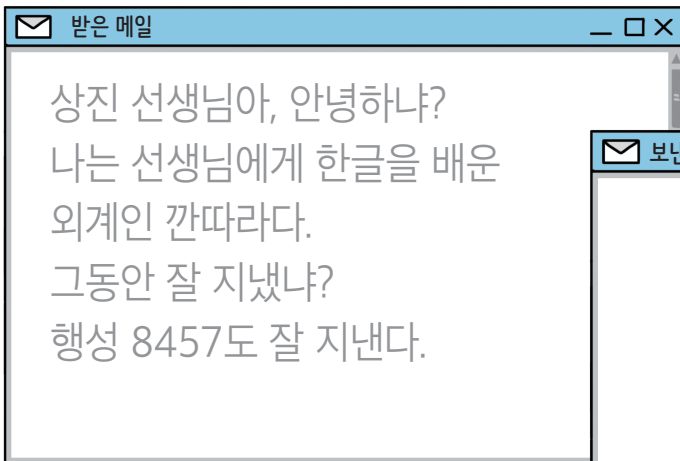 받은 메일
상진 선생님아, 안녕하냐?
나는 선생님에게 한글을 배운
외계인 깐따라다.
그동안 잘 지냈냐?
행성 8457도 잘 지낸다.